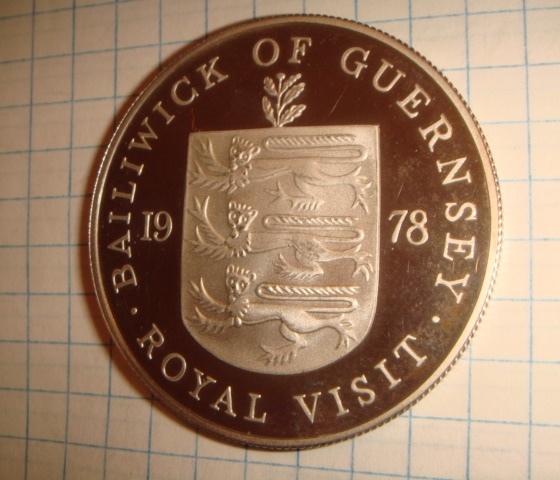 BAILIWICK OF GUERNSEY
19 78
· ROYAL VISIT ·